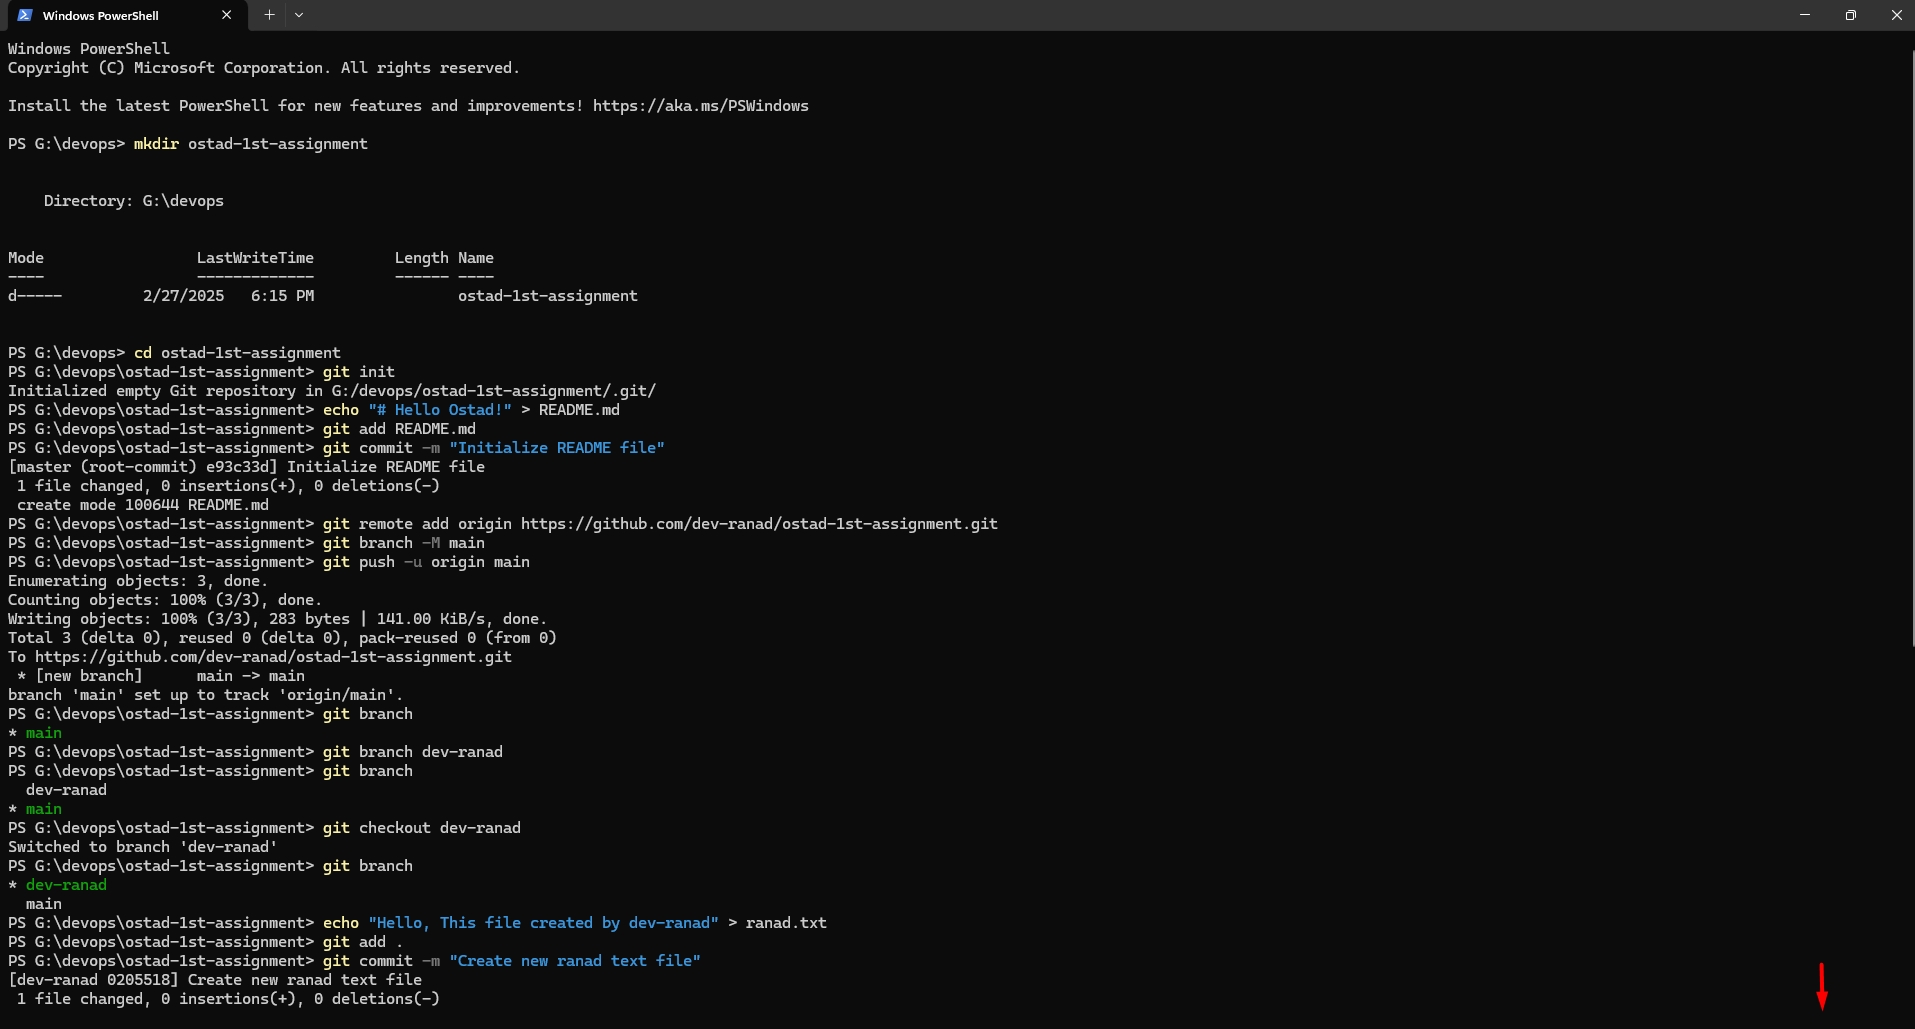 Windows PowerShell
Windows PowerShell
Copyright (C) Microsoft Corporation. All rights reserved.
Install the latest PowerShell for new features and improvements! https://aka.ms/PSWindows
PS G:\devops> mkdir ostad-1st-assignment
    Directory: G:\devops
Mode                 LastWriteTime         Length Name
----                 -------------         ------ ----
d-----         2/27/2025   6:15 PM                ostad-1st-assignment
PS G:\devops> cd ostad-1st-assignment
PS G:\devops\ostad-1st-assignment> git init
Initialized empty Git repository in G:/devops/ostad-1st-assignment/.git/
PS G:\devops\ostad-1st-assignment> echo "# Hello Ostad!" > README.md
PS G:\devops\ostad-1st-assignment> git add README.md
PS G:\devops\ostad-1st-assignment> git commit -m "Initialize README file"
[master (root-commit) e93c33d] Initialize README file
 1 file changed, 0 insertions(+), 0 deletions(-)
 create mode 100644 README.md
PS G:\devops\ostad-1st-assignment> git remote add origin https://github.com/dev-ranad/ostad-1st-assignment.git
PS G:\devops\ostad-1st-assignment> git branch -M main
PS G:\devops\ostad-1st-assignment> git push -u origin main
Enumerating objects: 3, done.
Counting objects: 100% (3/3), done.
Writing objects: 100% (3/3), 283 bytes | 141.00 KiB/s, done.
Total 3 (delta 0), reused 0 (delta 0), pack-reused 0 (from 0)
To https://github.com/dev-ranad/ostad-1st-assignment.git
 * [new branch]      main -> main
branch 'main' set up to track 'origin/main'.
PS G:\devops\ostad-1st-assignment> git branch
* main
PS G:\devops\ostad-1st-assignment> git branch dev-ranad
PS G:\devops\ostad-1st-assignment> git branch
  dev-ranad
* main
PS G:\devops\ostad-1st-assignment> git checkout dev-ranad
Switched to branch 'dev-ranad'
PS G:\devops\ostad-1st-assignment> git branch
* dev-ranad
  main
PS G:\devops\ostad-1st-assignment> echo "Hello, This file created by dev-ranad" > ranad.txt
PS G:\devops\ostad-1st-assignment> git add .
PS G:\devops\ostad-1st-assignment> git commit -m "Create new ranad text file"
[dev-ranad 0205518] Create new ranad text file
 1 file changed, 0 insertions(+), 0 deletions(-)